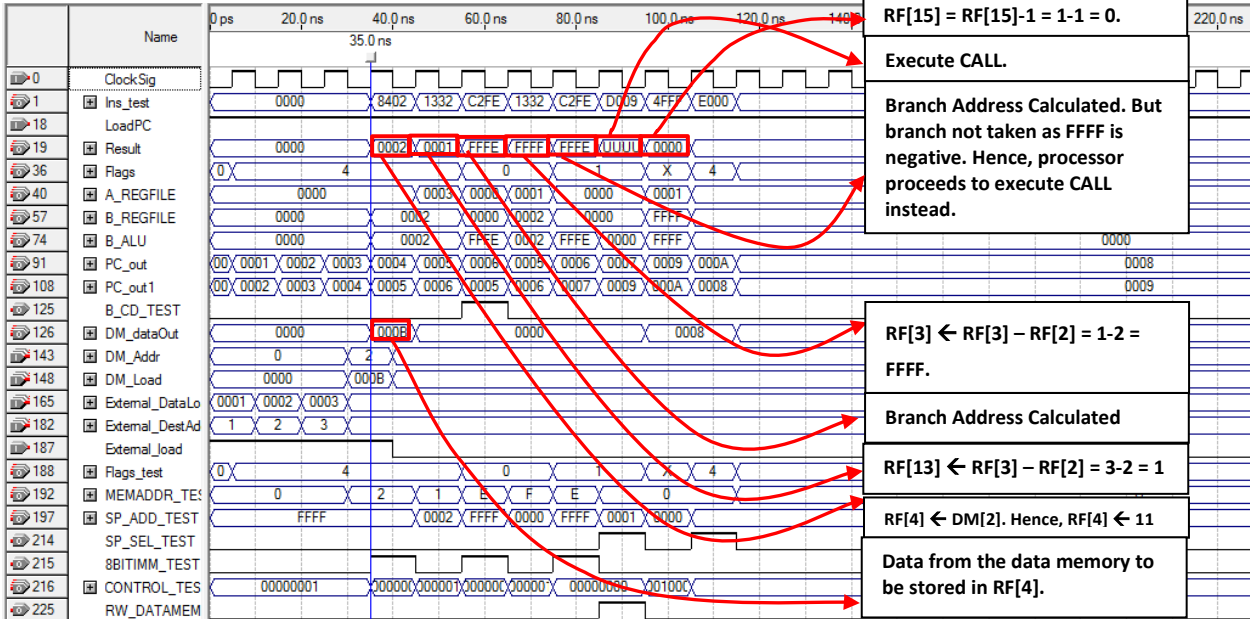 0 ps 20.0 ns 40.0 ns 60.0 ns 80.0 ns 100.0 ns 120.0 ns 220.0 ns
Name
35.0 ns
RF[15] = RF[15]-1 = 1-1 = 0.
Execute CALL.
Branch Address Calculated. But
branch not taken as FFFF is
negative. Hence, processor
proceeds to execute CALL
instead.
0 ClockSig
1 Ins_test 0000 8402 1332 C2FE 1332 C2FE D009 4FFF E000
18 LoadPC
19 Result 0000 0002 0001 FFFE FFFF FFFE UUUU 0000
36 Flags 0 4 0 1 X 4
40 A_REGFILE 0000 0003 0000 0001 0000 0001
57 B_REGFILE 0000 0002 0000 0002 0000 FFFF
74 B_ALU 0000 0002 FFFE 0002 FFFE 0000 FFFF 0000
91 PC_out 00 0001 0002 0003 0004 0005 0006 0005 0006 0007 0009 000A 0008
108 PC_out1 00 0002 0003 0004 0005 0006 0005 0006 0007 0009 000A 0008 0009
125 B_CD_TEST
126 DM_dataOut 0000 000B 0000 0008
143 DM_Addr 0 2
148 DM_Load 0000 000B
165 External_DataLo 0001 0002 0003
182 External_DestAd 1 2 3
187 External_load
188 Flags_test 0 4 0 1 X 4
192 MEMADDR_TES 0 2 1 E F E 0
197 SP_ADD_TEST FFFF 0002 FFFF 0000 FFFF 0001 0000
214 SP_SEL_TEST
215 8BITIMM_TEST
216 CONTROL_TES 00000001 00000000
225 RW_DATAMEM
RF[3] ← RF[3] – RF[2] = 1-2 =
FFFF.
Branch Address Calculated
RF[13] ← RF[3] – RF[2] = 3-2 = 1
RF[4] ← DM[2]. Hence, RF[4] ← 11
Data from the data memory to
be stored in RF[4].